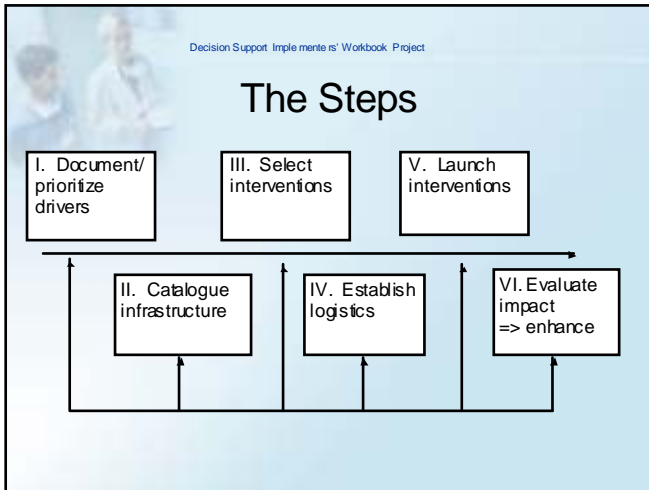 Decision Support Implementers' Workbook Project
The Steps
I. Document/
prioritize
drivers
III. Select
interventions
V. Launch
interventions
II. Catalogue
infrastructure
IV. Establish
logistics
VI. Evaluate
impact
=> enhance